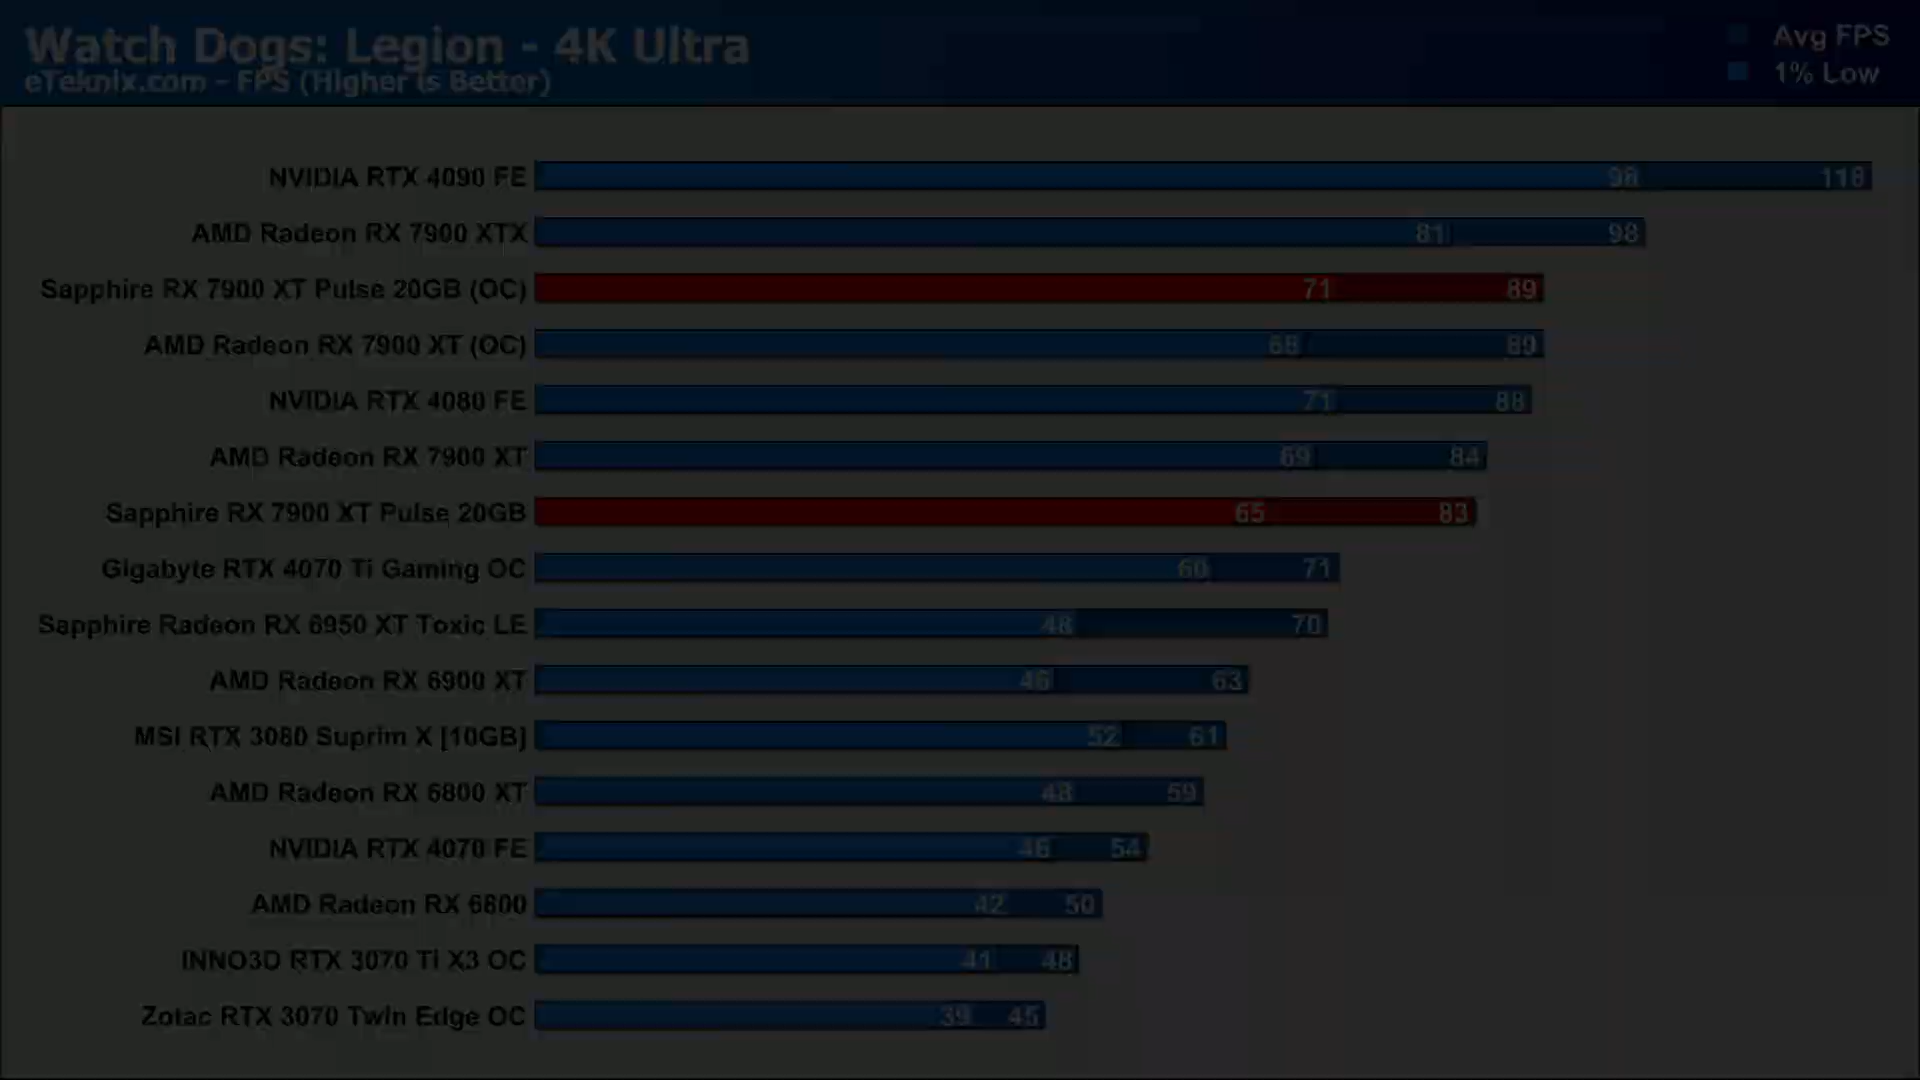 Watch Dogs: Legion - 4K Ultra
eTeknix.com - FPS (Higher is Better)
Avg FPS
1% Low
NVIDIA RTX 4090 FE 98 118
AMD Radeon RX 7900 XTX 81 98
Sapphire RX 7900 XT Pulse 20GB (OC) 71 89
AMD Radeon RX 7900 XT (OC) 68 89
NVIDIA RTX 4080 FE 71 88
AMD Radeon RX 7900 XT 69 84
Sapphire RX 7900 XT Pulse 20GB 65 83
Gigabyte RTX 4070 Ti Gaming OC 60 71
Sapphire Radeon RX 6950 XT Toxic LE 48 70
AMD Radeon RX 6900 XT 46 63
MSI RTX 3080 Suprim X [10GB] 52 61
AMD Radeon RX 6800 XT 48 59
NVIDIA RTX 4070 FE 46 54
AMD Radeon RX 6800 42 50
INNO3D RTX 3070 Ti X3 OC 41 48
Zotac RTX 3070 Twin Edge OC 39 45